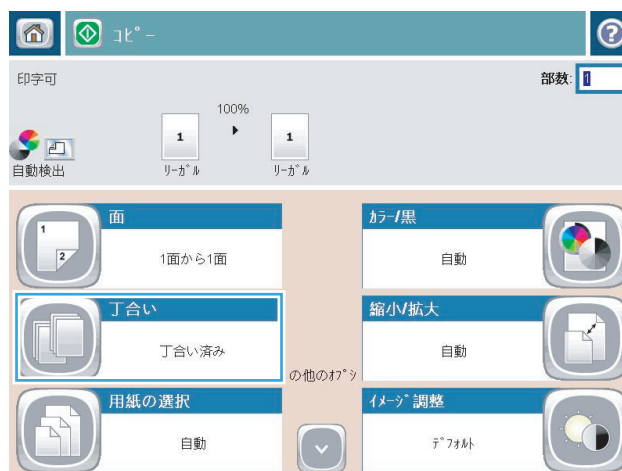 ｺﾋﾟｰ
印字可
部数: 1
100%
1
1
自動検出
ﾘｰｶﾞﾙ
ﾘｰｶﾞﾙ
1
2
面
1面から1面
ｶﾗｰ/黒
自動
丁合い
丁合い済み
縮小/拡大
自動
の他のｵﾌﾟｼ
用紙の選択
自動
ｲﾒｰｼﾞ調整
ﾃﾞﾌｫﾙﾄ